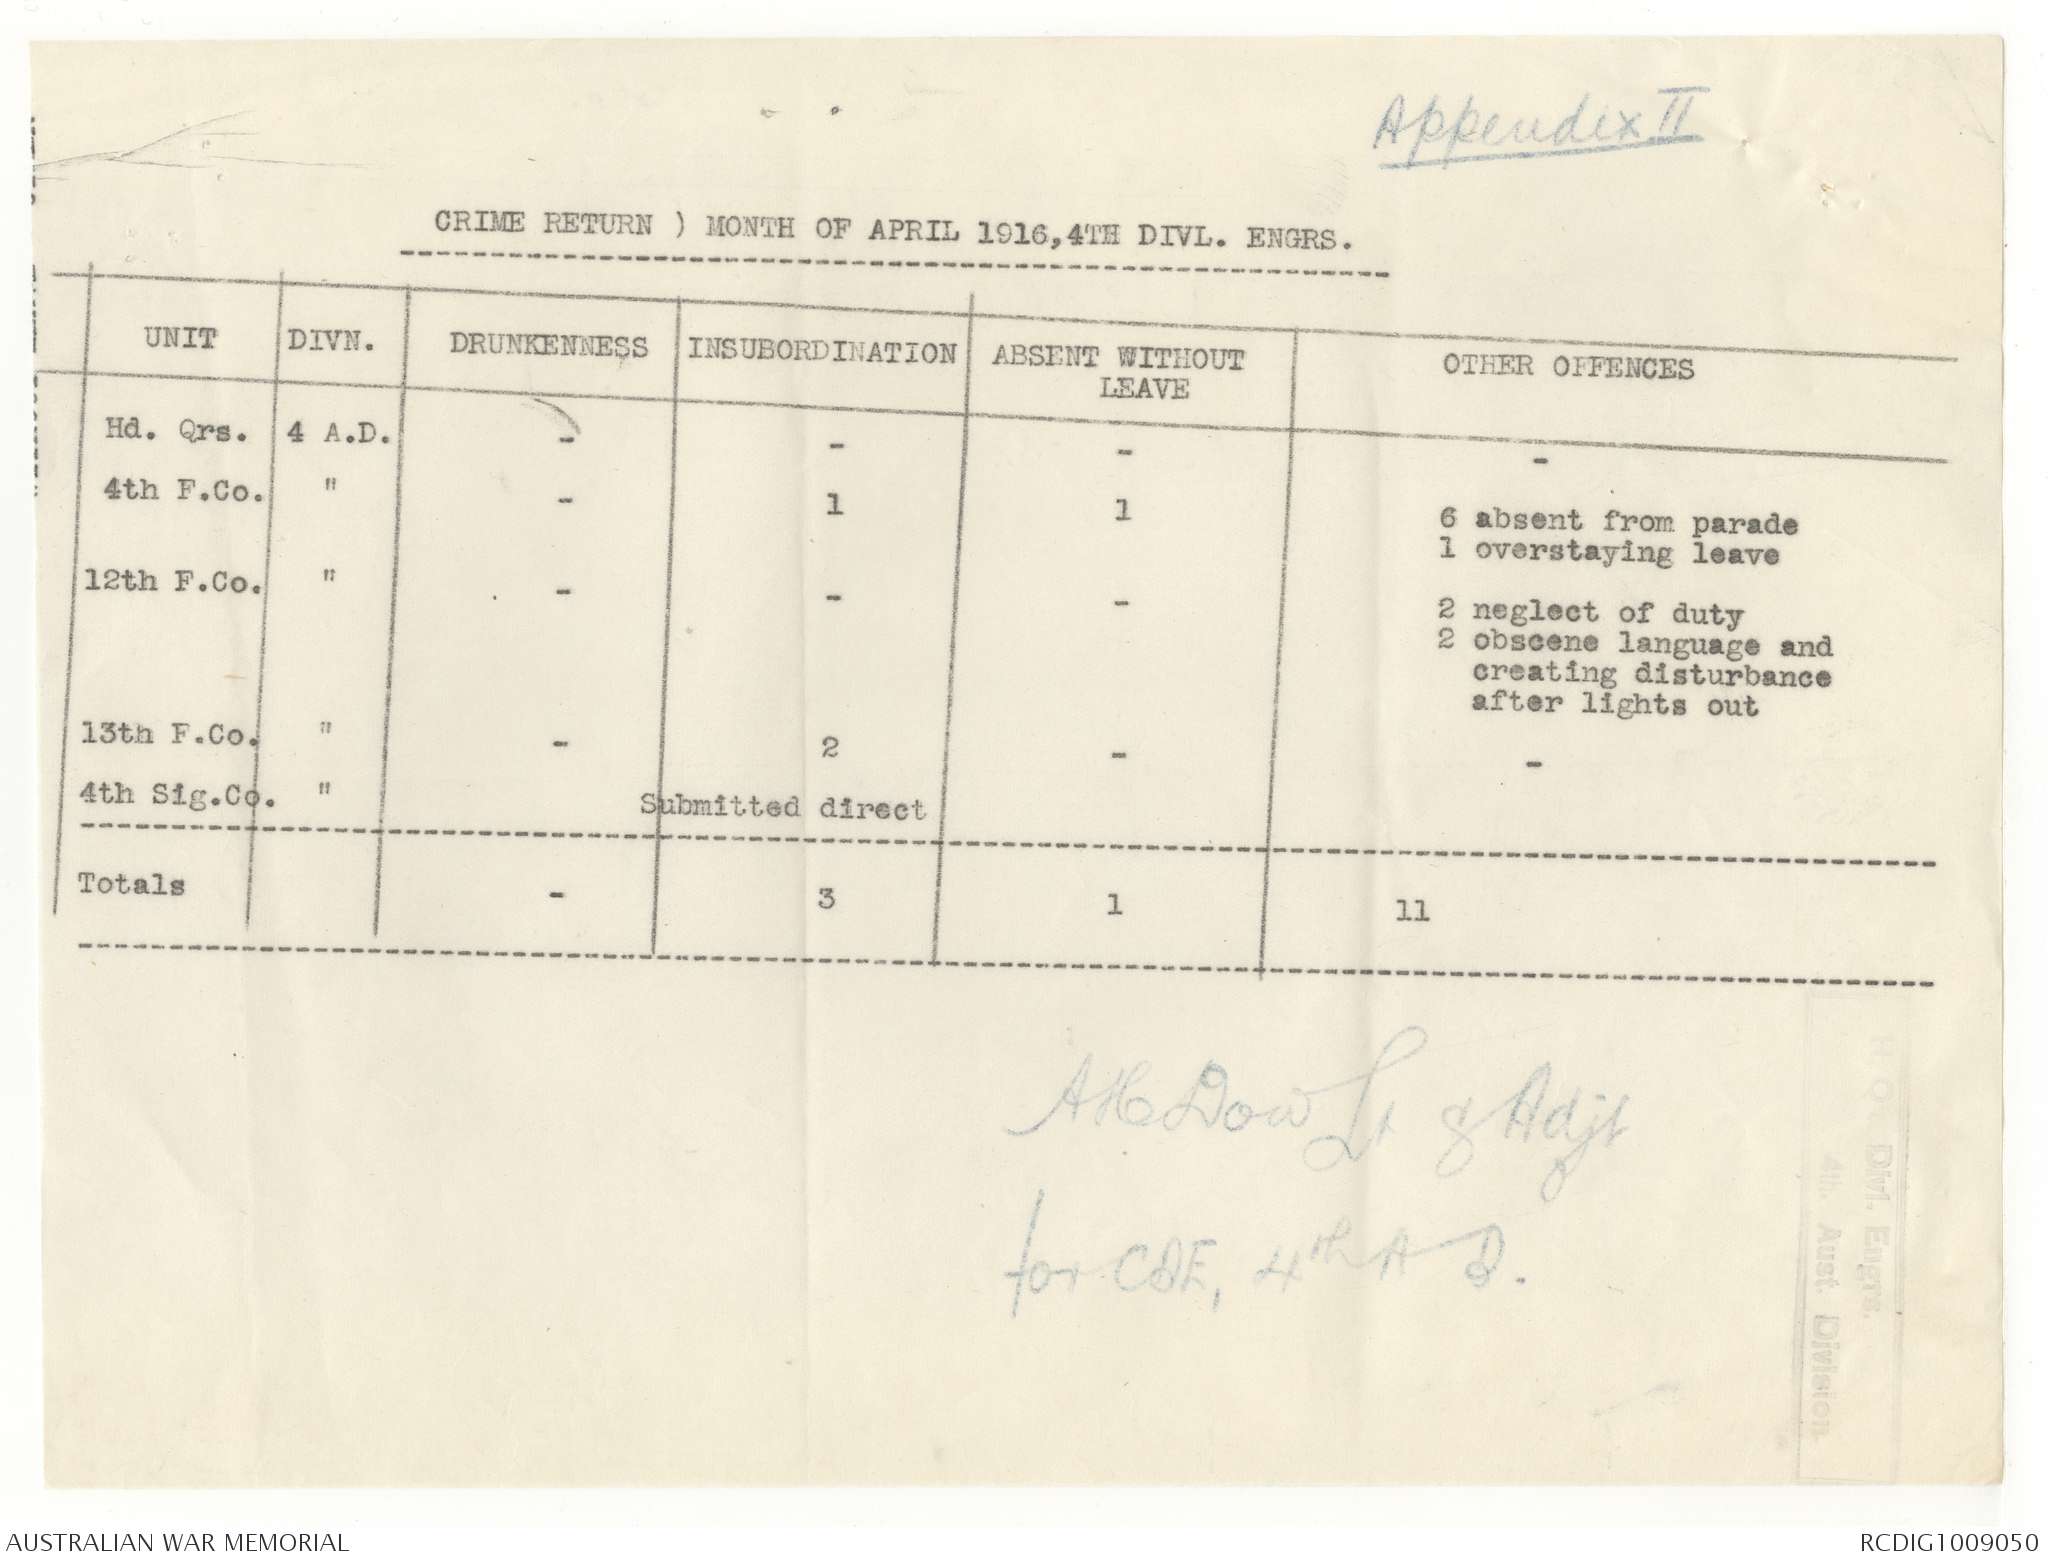 Appendix II
CRIME RETURN ) MONTH OF APRIL 1916, 4TH DIVL. ENGRS.
UNIT DIVN. DRUNKENNESS INSUBORDINATION ABSENT WITHOUT LEAVE OTHER OFFENCES
Hd. Qrs. 4 A.D. - - - -
4th F.Co. " - 1 1 6 absent from parade
1 overstaying leave
12th F.Co. " - - - 2 neglect of duty
2 obscene language and
creating disturbance
after lights out
13th F.Co. " - 2 - -
4th Sig.Co. " Submitted direct
Totals - 3 1 11
Lt & Adjt
for CRE, 4th A D.
H Q Divl. Engrs.
4th. Aust. Division.
AUSTRALIAN WAR MEMORIAL
RCDIG1009050